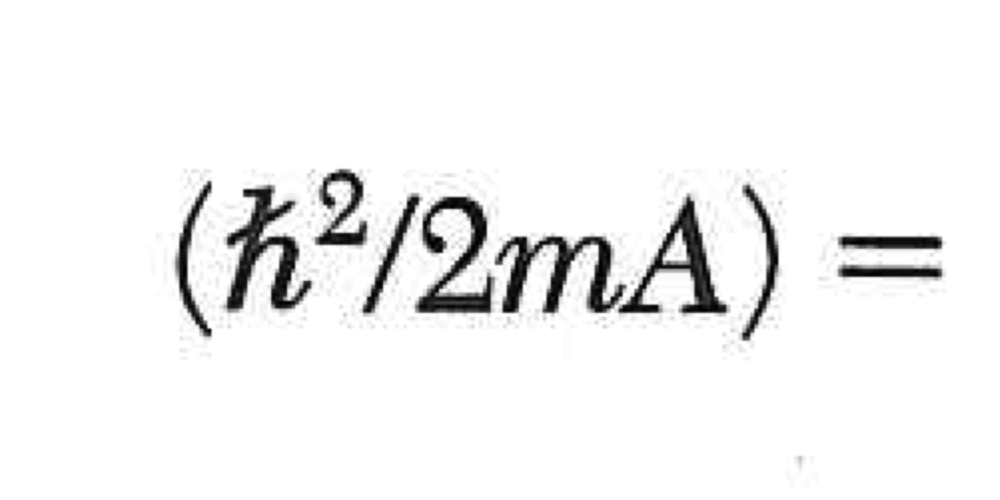 (ℏ²/2mA) =